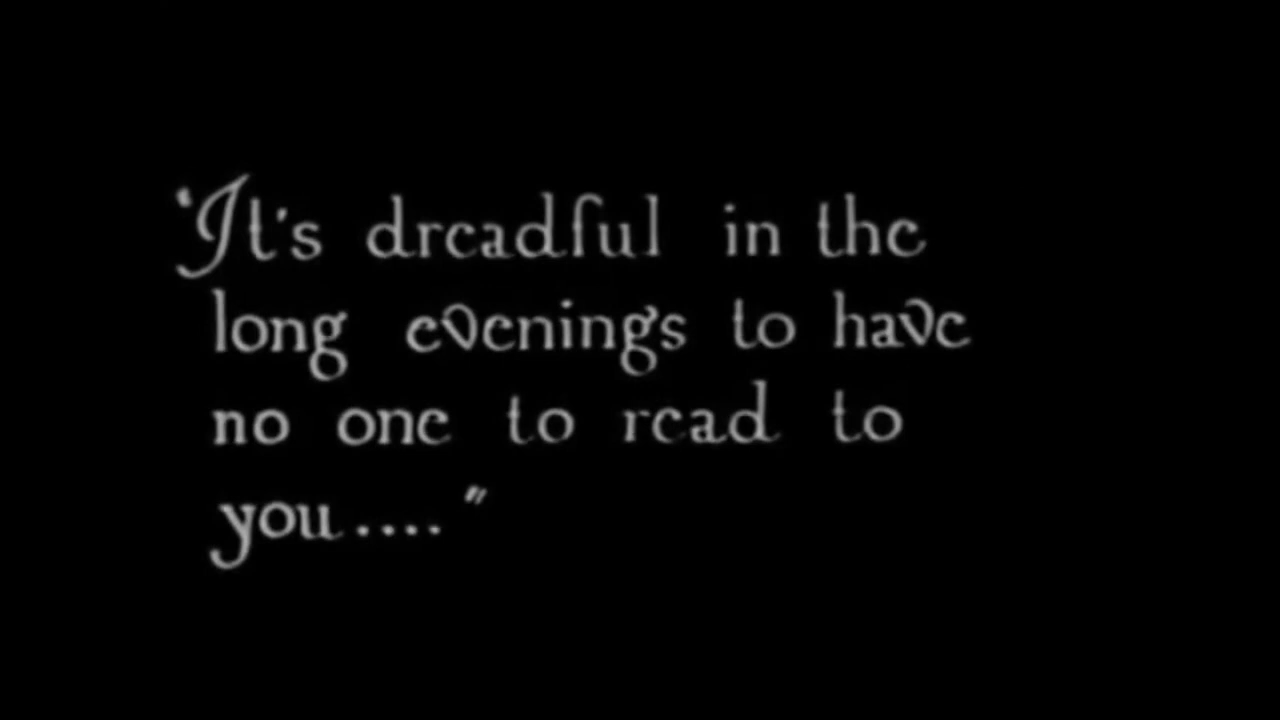 "It's dreadful in the
long evenings to have
no one to read to
you...."